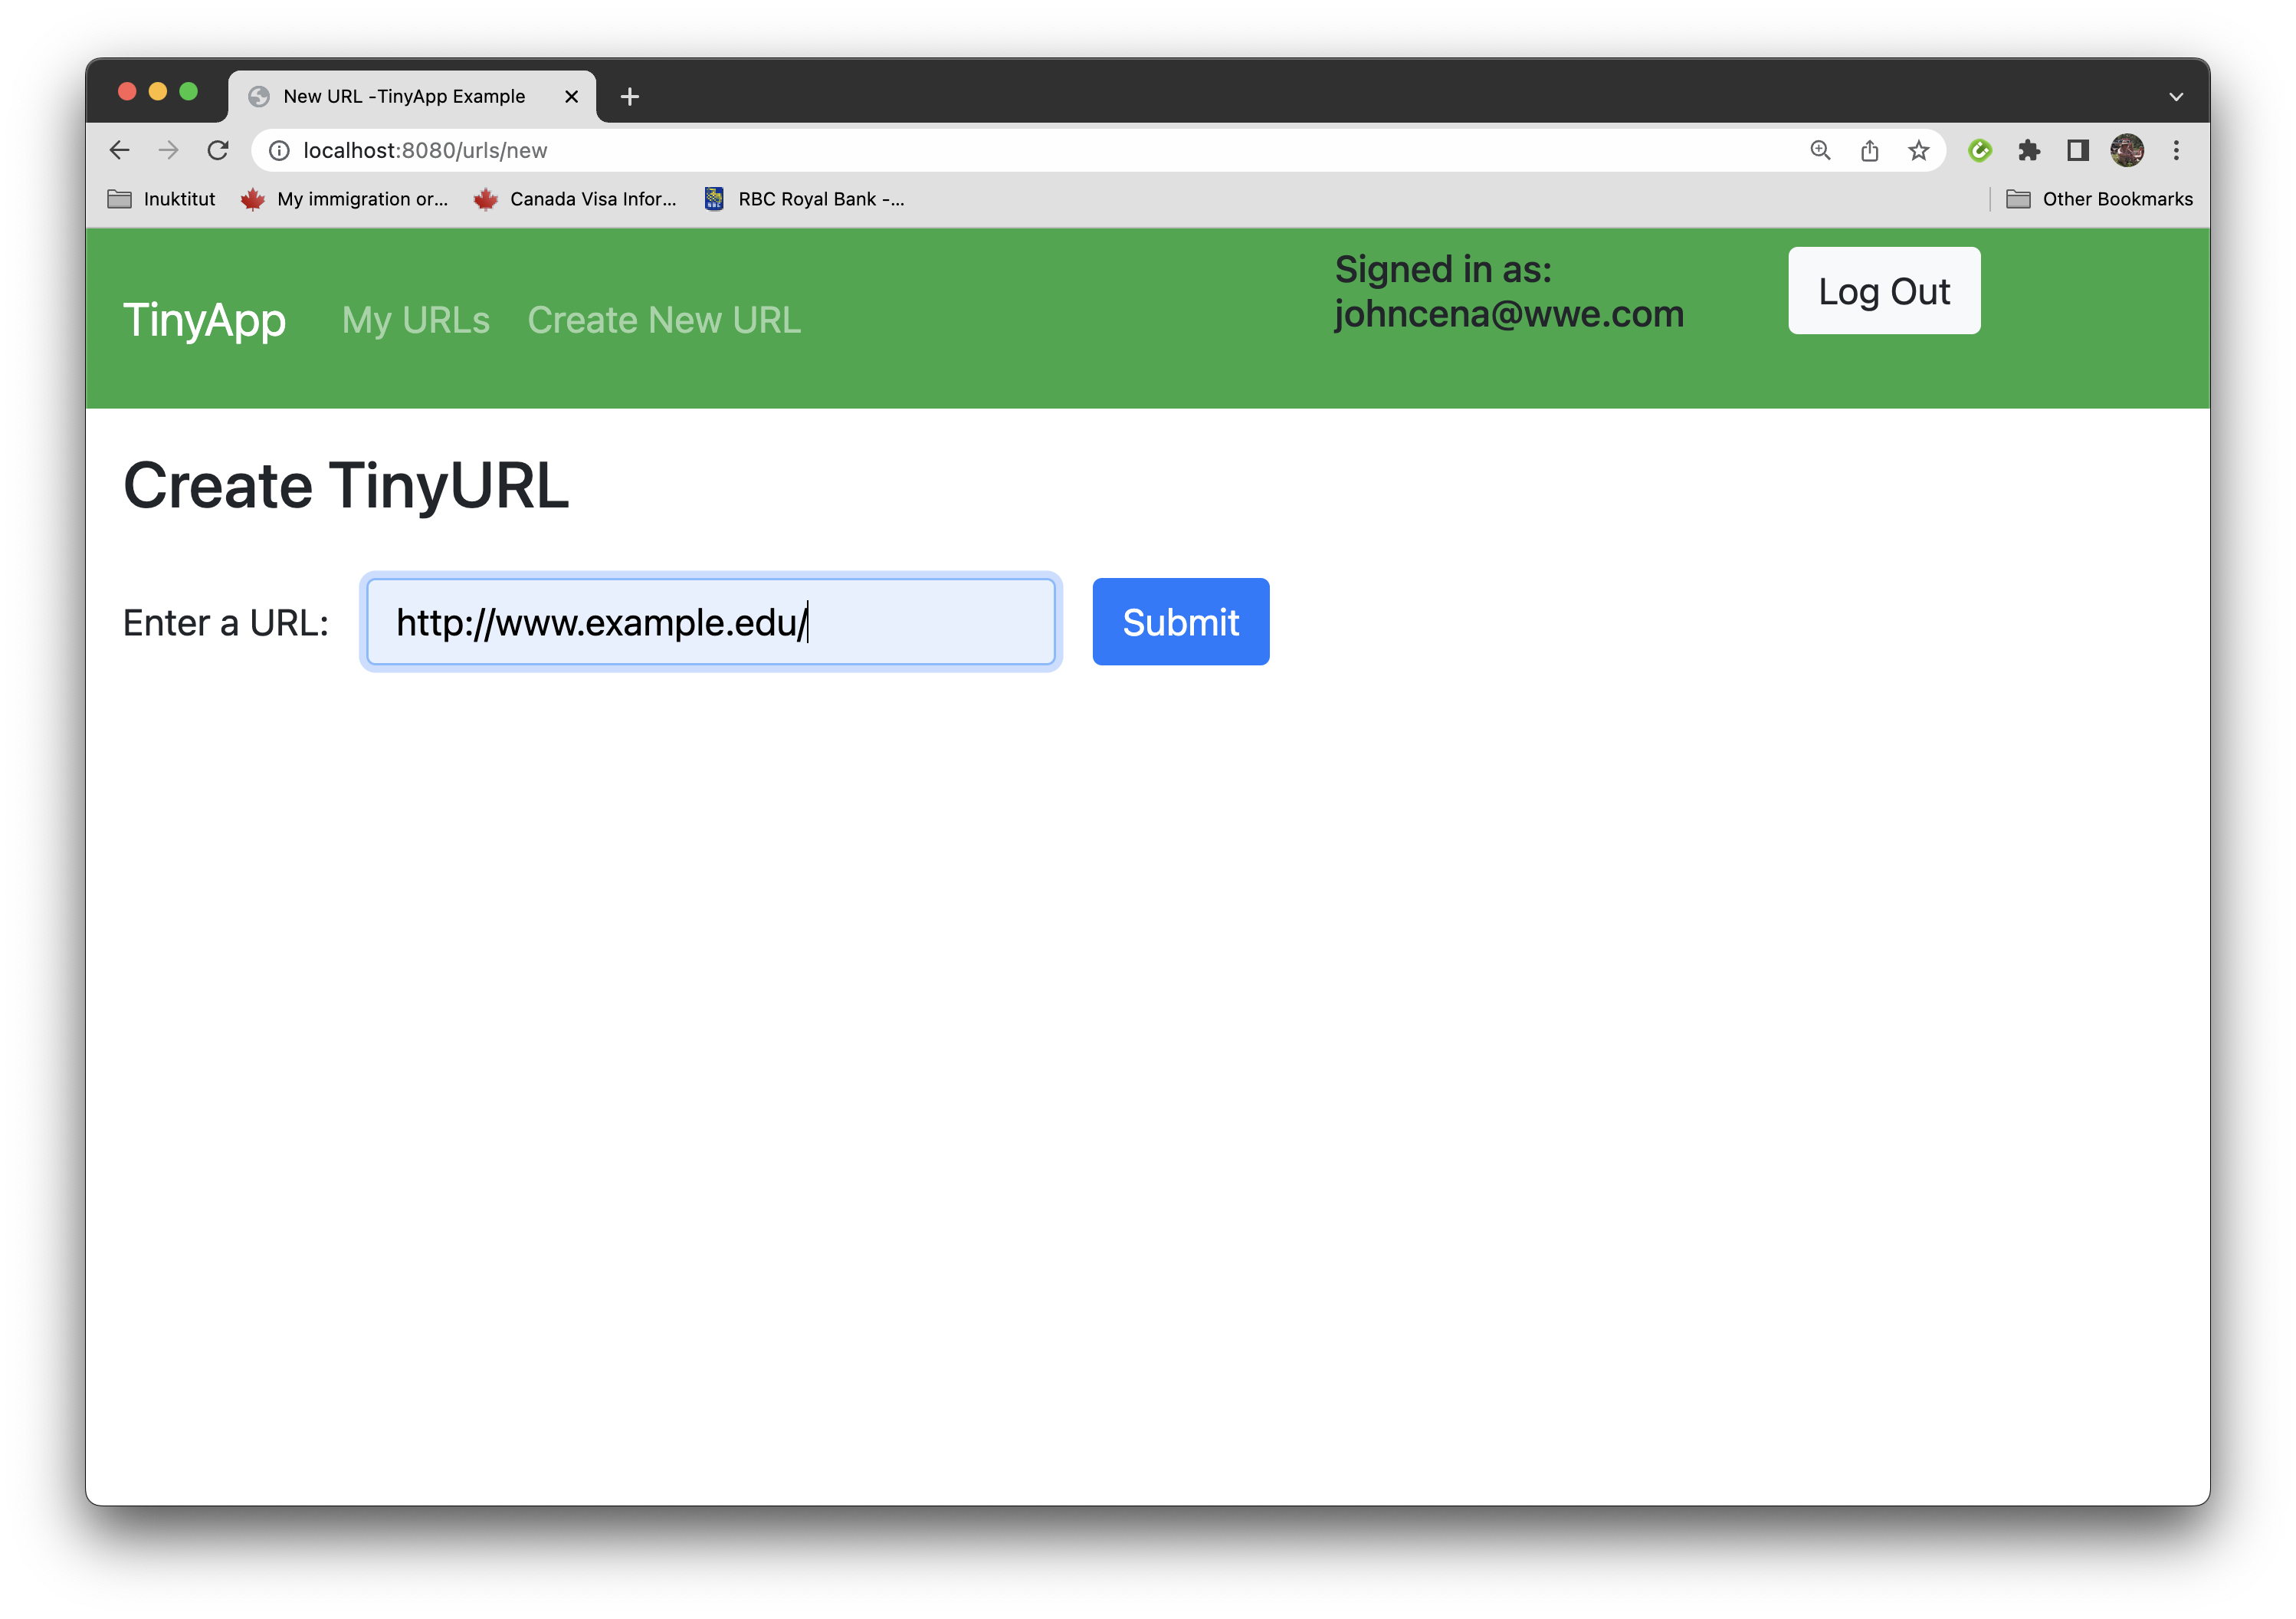 New URL -TinyApp Example
localhost:8080/urls/new
Inuktitut My immigration or... Canada Visa Infor... RBC Royal Bank -... Other Bookmarks
TinyApp My URLs Create New URL
Signed in as:
johncena@wwe.com
Log Out
Create TinyURL
Enter a URL: http://www.example.edu/ Submit